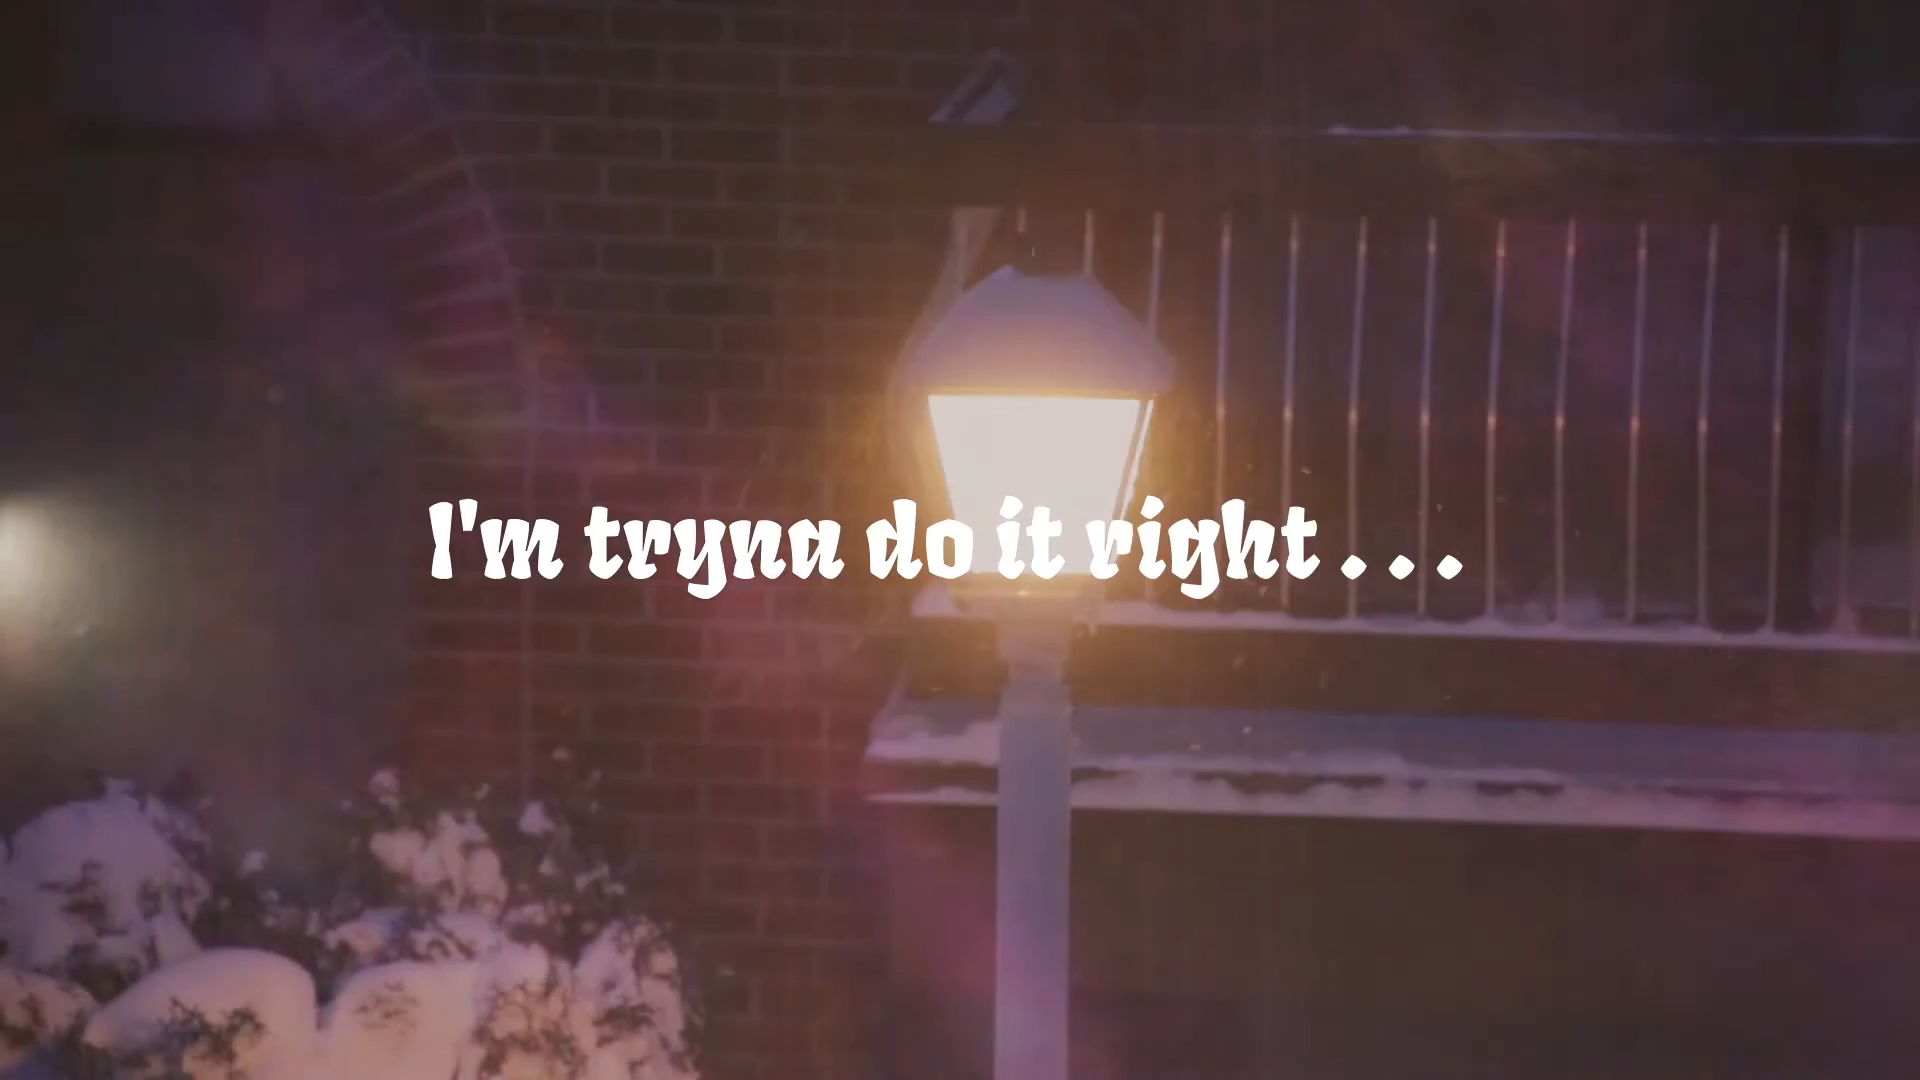 I'm tryna do it right . . .